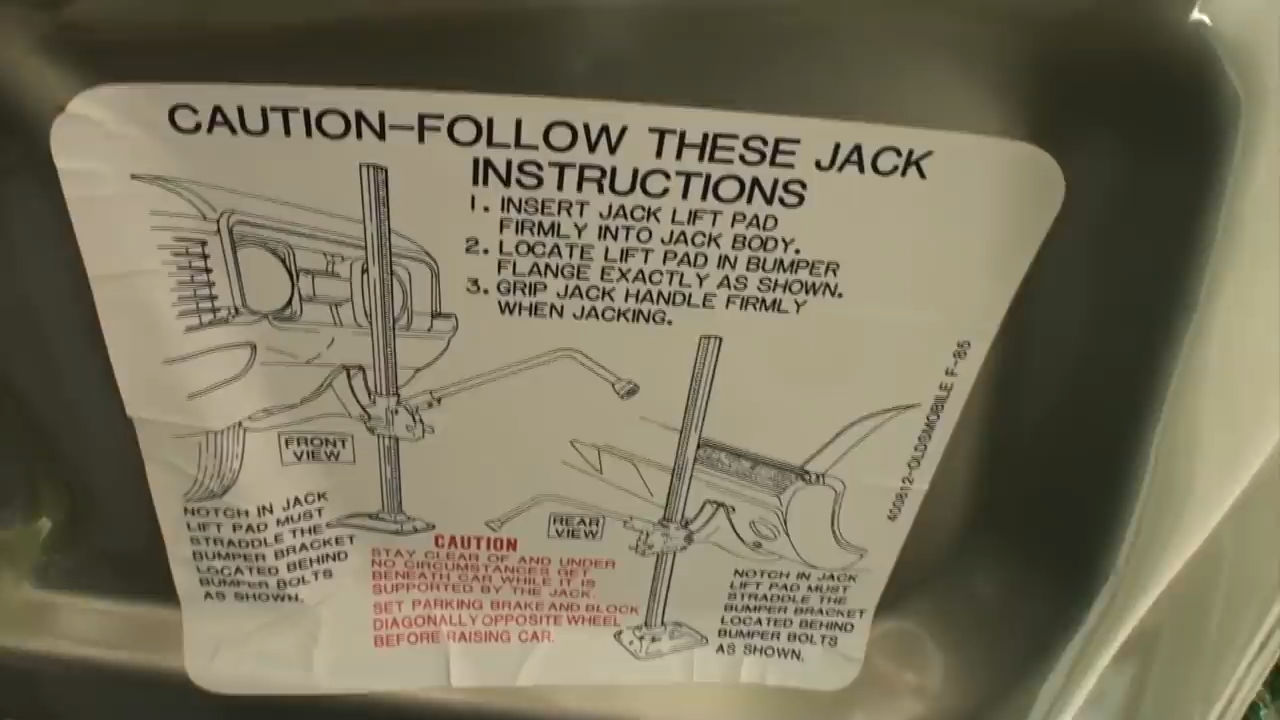 CAUTION-FOLLOW THESE JACK
INSTRUCTIONS
1. INSERT JACK LIFT PAD
FIRMLY INTO JACK BODY.
2. LOCATE LIFT PAD IN BUMPER
FLANGE EXACTLY AS SHOWN.
3. GRIP JACK HANDLE FIRMLY
WHEN JACKING.
FRONT
VIEW
NOTCH IN JACK
LIFT PAD MUST
STRADDLE THE
BUMPER BRACKET
LOCATED BEHIND
BUMPER BOLTS
AS SHOWN.
CAUTION
STAY CLEAR OF AND UNDER
NO CIRCUMSTANCES GET
BENEATH CAR WHILE IT IS
SUPPORTED BY THE JACK.
SET PARKING BRAKE AND BLOCK
DIAGONALLY OPPOSITE WHEEL
BEFORE RAISING CAR.
REAR
VIEW
NOTCH IN JACK
LIFT PAD MUST
STRADDLE THE
BUMPER BRACKET
LOCATED BEHIND
BUMPER BOLTS
AS SHOWN.
400812-OLDSMOBILE F-85